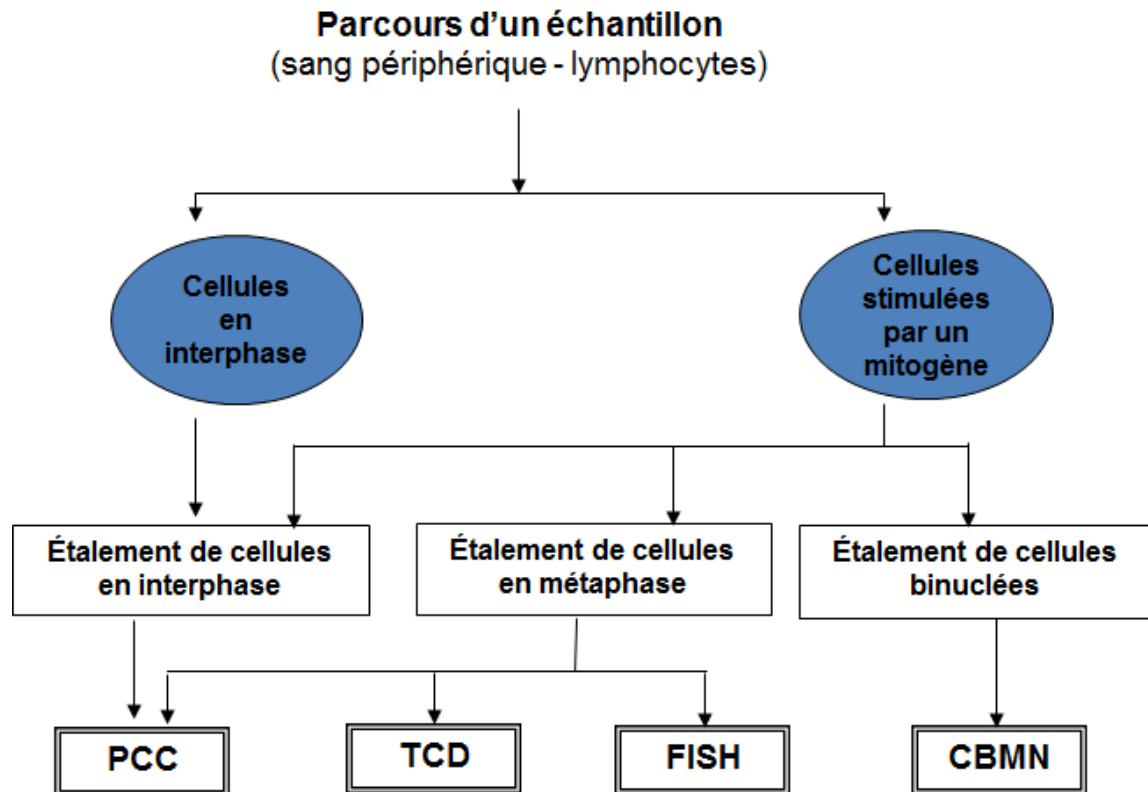 Parcours d'un échantillon
(sang périphérique - lymphocytes)
Cellules
en
interphase
Cellules
stimulées
par un
mitogène
Étalement de cellules
en interphase
Étalement de cellules
en métaphase
Étalement de cellules
binuclées
PCC
TCD
FISH
CBMN